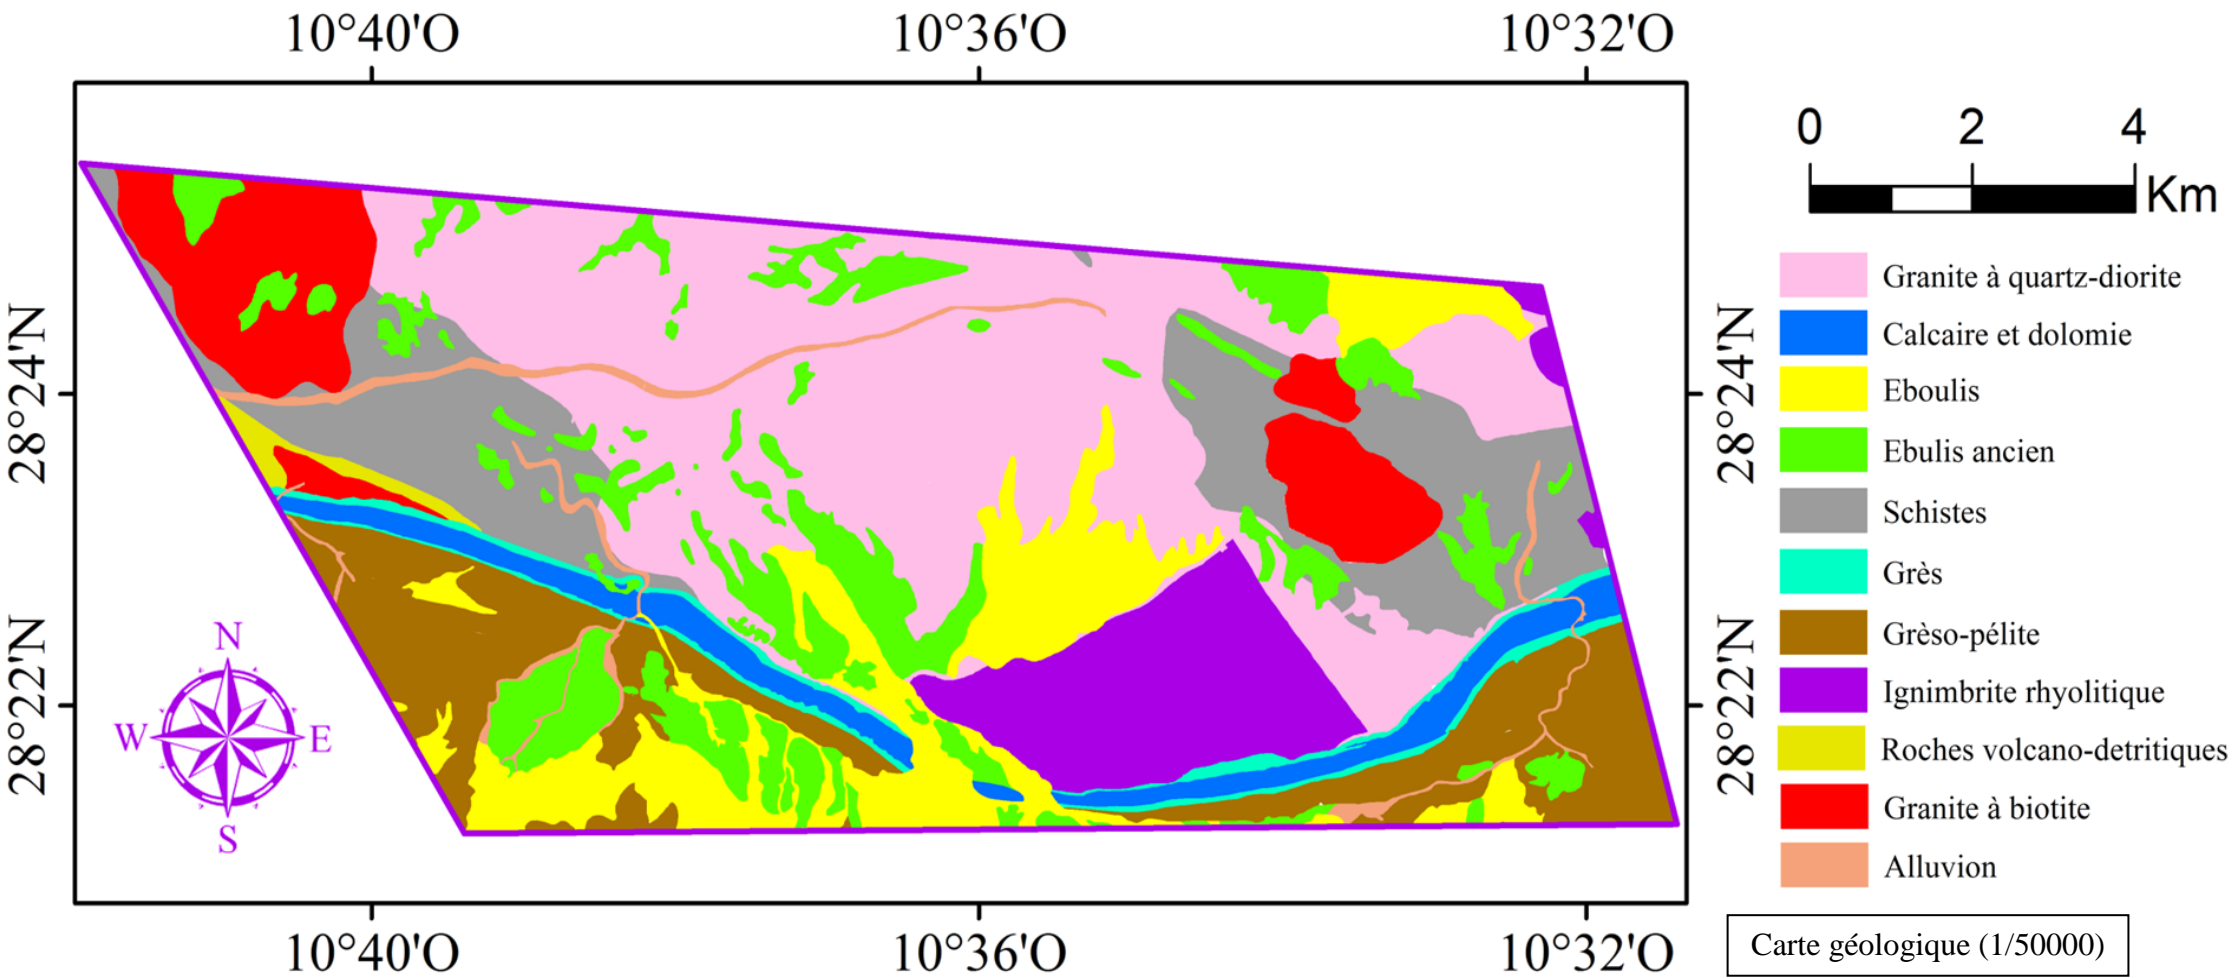 10°40'O 10°36'O 10°32'O
0 2 4
Km
Granite à quartz-diorite
Calcaire et dolomie
Eboulis
Ebulis ancien
Schistes
Grès
Grèso-pélite
Ignimbrite rhyolitique
Roches volcano-detritiques
Granite à biotite
Alluvion
28°24'N
28°22'N
28°24'N
28°22'N
N
W E
S
10°40'O 10°36'O 10°32'O
Carte géologique (1/50000)